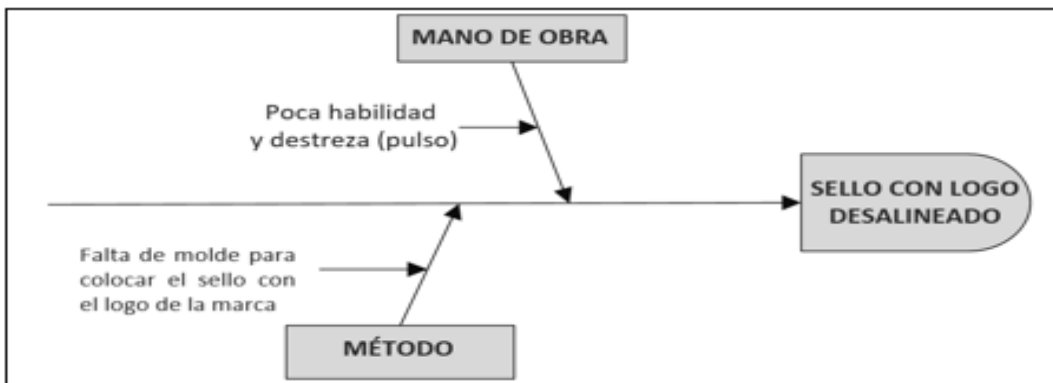 MANO DE OBRA
Poca habilidad
y destreza (pulso)
SELLO CON LOGO
DESALINEADO
Falta de molde para
colocar el sello con
el logo de la marca
MÉTODO